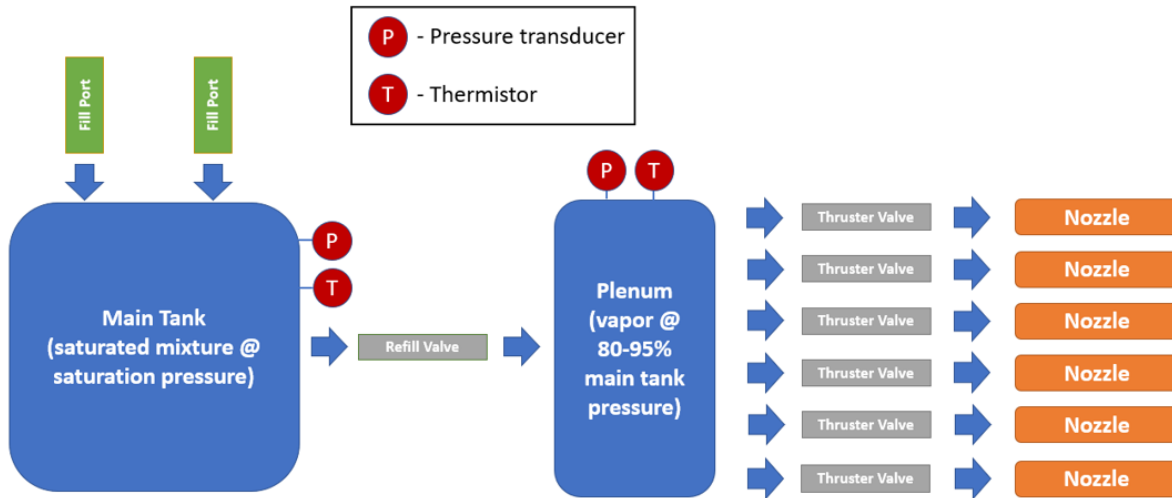 P - Pressure transducer
T - Thermistor
Fill Port
Fill Port
P
T
P
T
Main Tank
(saturated mixture @
saturation pressure)
Refill Valve
Plenum
(vapor @
80-95%
main tank
pressure)
Thruster Valve
Nozzle
Thruster Valve
Nozzle
Thruster Valve
Nozzle
Thruster Valve
Nozzle
Thruster Valve
Nozzle
Thruster Valve
Nozzle